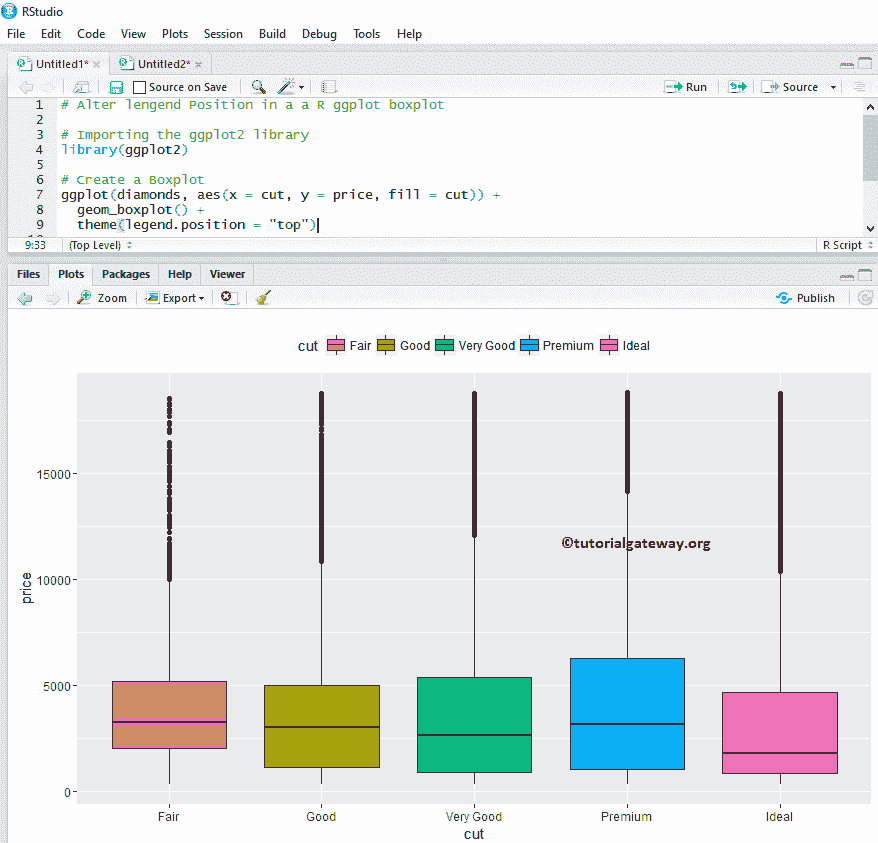 RStudio
File Edit Code View Plots Session Build Debug Tools Help
Untitled1* × Untitled2* ×
Source on Save Run Source
1 # Alter lengend Position in a a R ggplot boxplot
2
3 # Importing the ggplot2 library
4 library(ggplot2)
5
6 # Create a Boxplot
7 ggplot(diamonds, aes(x = cut, y = price, fill = cut)) +
8 geom_boxplot() +
9 theme(legend.position = "top")
9:33 (Top Level) R Script
Files Plots Packages Help Viewer
Zoom Export Publish
cut Fair Good Very Good Premium Ideal
15000
©tutorialgateway.org
10000
price
5000
0
Fair Good Very Good Premium Ideal
cut